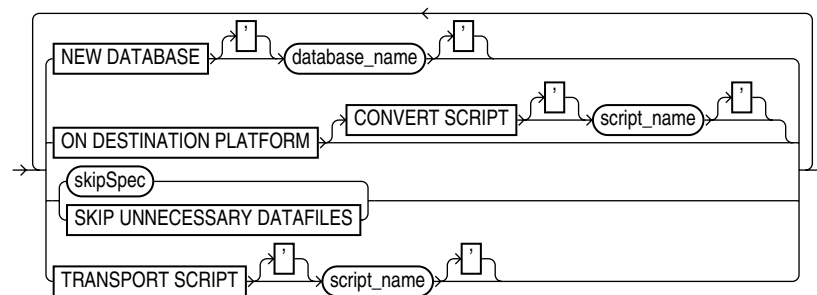 NEW DATABASE ' database_name '
ON DESTINATION PLATFORM CONVERT SCRIPT ' script_name '
skipSpec
SKIP UNNECESSARY DATAFILES
TRANSPORT SCRIPT ' script_name '